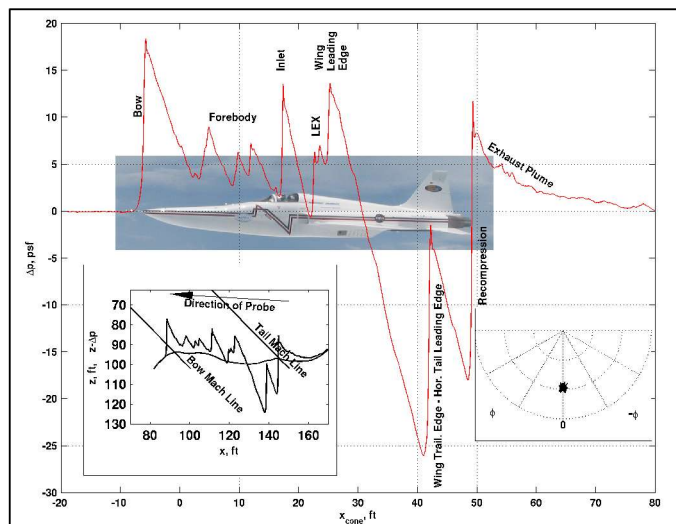 20
15
10
5
0
-5
-10
-15
-20
-25
-30
Δp, psf
-20 -10 0 10 20 30 40 50 60 70 80
x_cone, ft
Bow
Forebody
Inlet
LEX
Wing
Leading
Edge
Wing Trail. Edge - Hor. Tail Leading Edge
Recompression
Exhaust Plume
Direction of Probe
Tail Mach Line
Bow Mach Line
z, ft, z-Δp
70
80
90
100
110
120
130
80 100 120 140 160
x, ft
ϕ 0 -ϕ